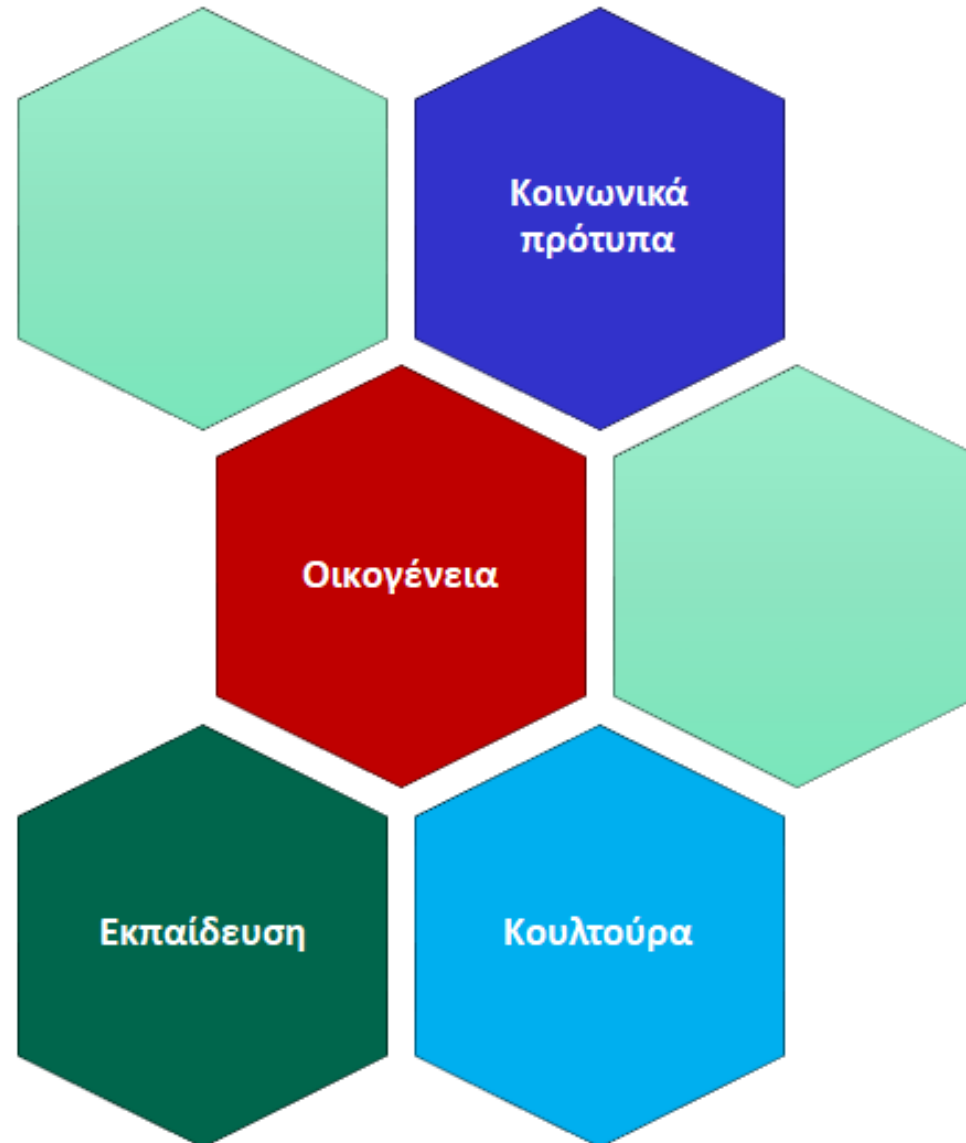 Κοινωνικά
πρότυπα
Οικογένεια
Εκπαίδευση
Κουλτούρα